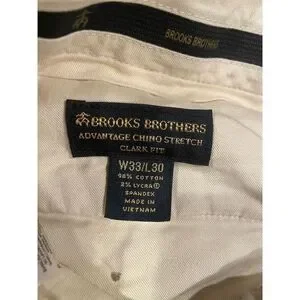 BROOKS BROTHERS
BROOKS BROTHERS
ADVANTAGE CHINO STRETCH
CLARK FIT
W33/L30
98% COTTON
2% LYCRA®
SPANDEX
MADE IN
VIETNAM